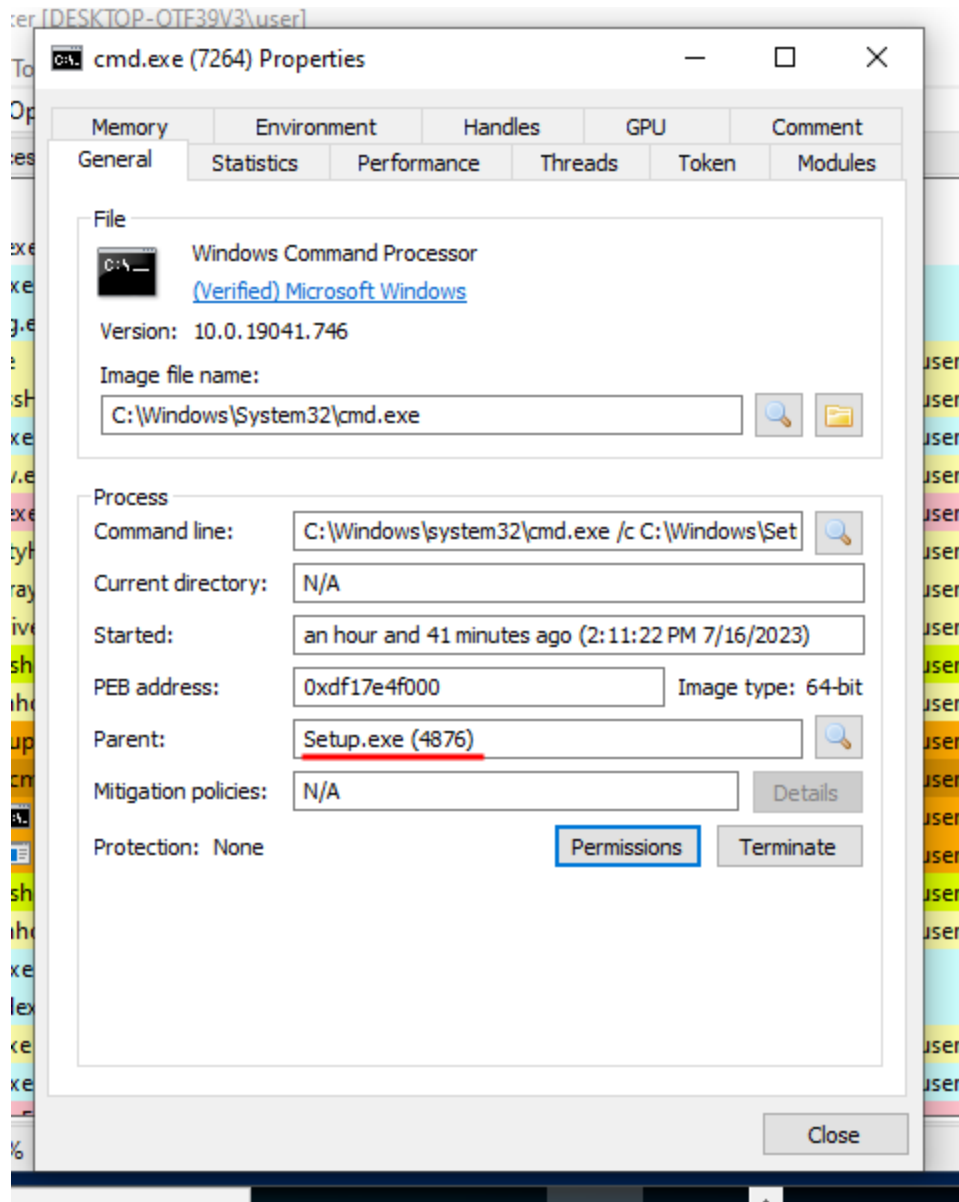 [DESKTOP-OTF39V3\user]
cmd.exe (7264) Properties
Memory Environment Handles GPU Comment
General Statistics Performance Threads Token Modules
File
Windows Command Processor
(Verified) Microsoft Windows
Version: 10.0.19041.746
Image file name:
C:\Windows\System32\cmd.exe
Process
Command line: C:\Windows\system32\cmd.exe /c C:\Windows\Set
Current directory: N/A
Started: an hour and 41 minutes ago (2:11:22 PM 7/16/2023)
PEB address: 0xdf17e4f000 Image type: 64-bit
Parent: Setup.exe (4876)
Mitigation policies: N/A Details
Protection: None Permissions Terminate
Close